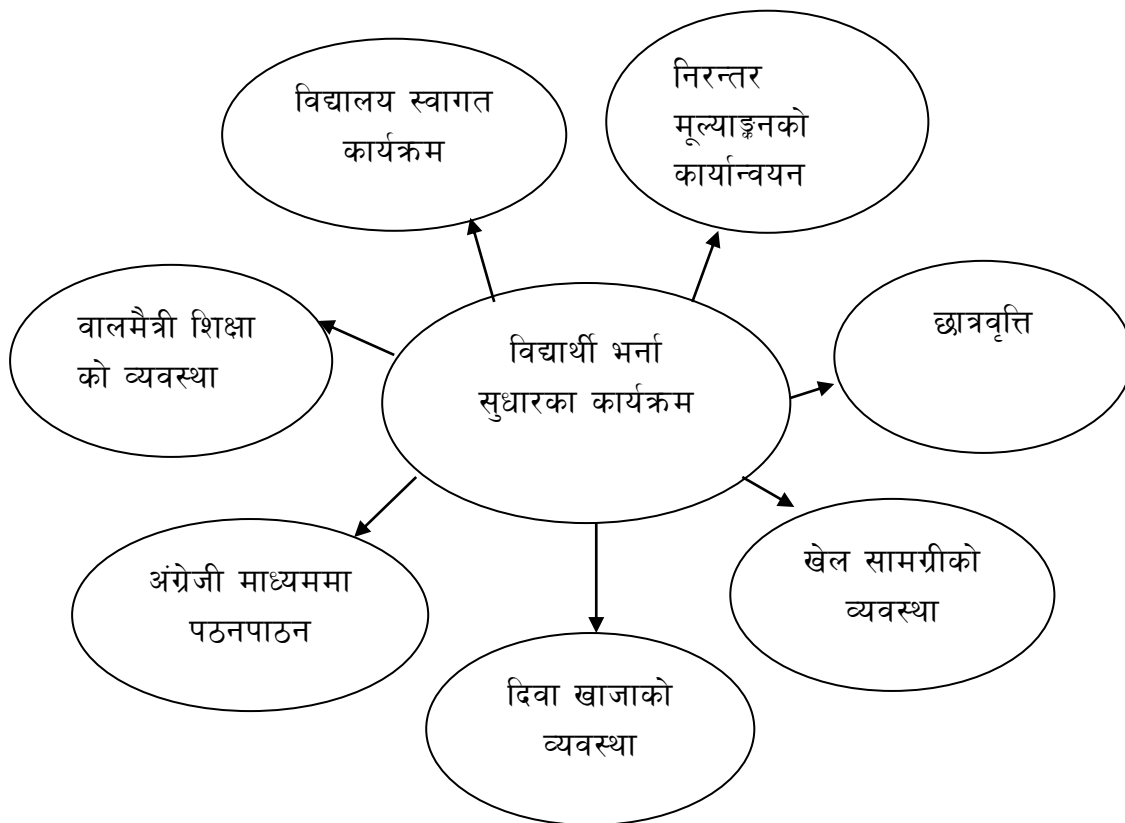 विद्यालय स्वागत
कार्यक्रम
निरन्तर
मूल्याङ्कनको
कार्यान्वयन
वालमैत्री शिक्षा
को व्यवस्था
विद्यार्थी भर्ना
सुधारका कार्यक्रम
छात्रवृत्ति
अंग्रेजी माध्यममा
पठनपाठन
खेल सामग्रीको
व्यवस्था
दिवा खाजाको
व्यवस्था